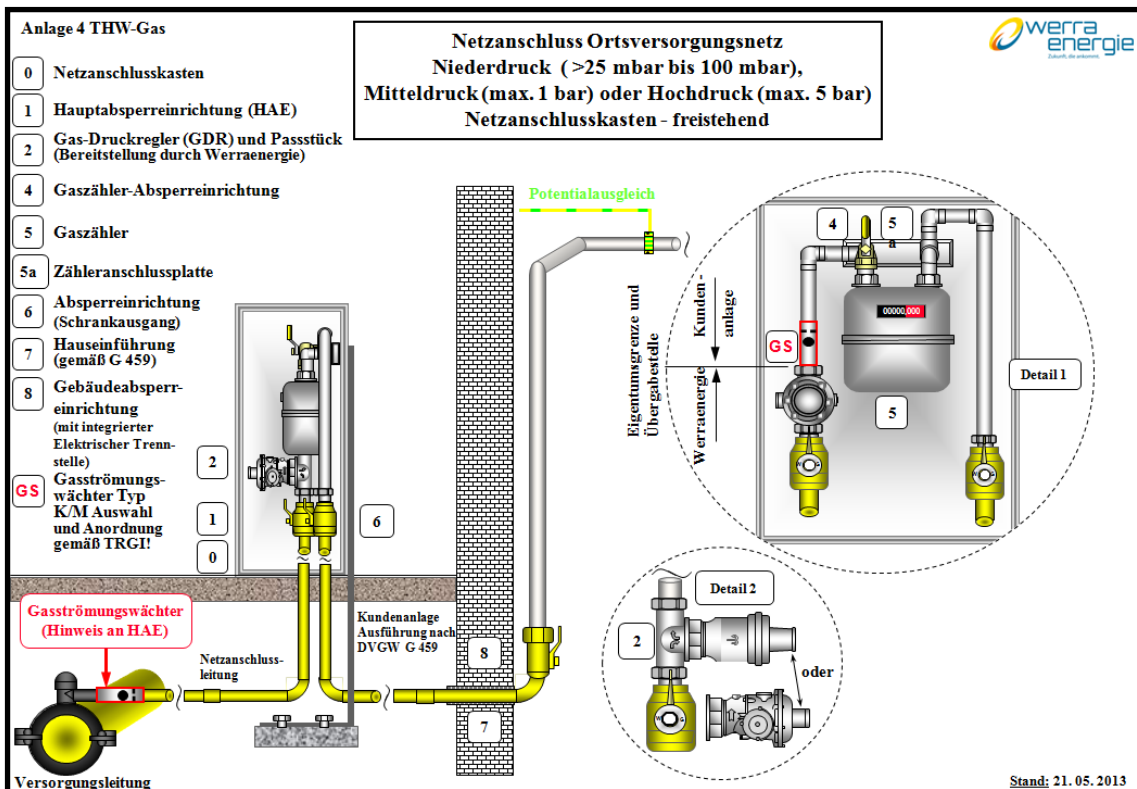 Anlage 4 THW-Gas
0 Netzanschlusskasten
1 Hauptabsperreinrichtung (HAE)
2 Gas-Druckregler (GDR) und Passstück
(Bereitstellung durch Werraenergie)
4 Gaszähler-Absperreinrichtung
5 Gaszähler
5a Zähleranschlussplatte
6 Absperreinrichtung
(Schrankausgang)
7 Hauseinführung
(gemäß G 459)
8 Gebäudeabsperr-
einrichtung
(mit integrierter
Elektrischer Trenn-
stelle)
GS Gasströmungs-
wächter Typ
K/M Auswahl
und Anordnung
gemäß TRGI!
Netzanschluss Ortsversorgungsnetz
Niederdruck ( >25 mbar bis 100 mbar),
Mitteldruck (max. 1 bar) oder Hochdruck (max. 5 bar)
Netzanschlusskasten - freistehend
werra
energie
Zukunft, die ankommt.
Potentialausgleich
2
1
0
6
Gasströmungswächter
(Hinweis an HAE)
Netzanschluss-
leitung
Kundenanlage
Ausführung nach
DVGW G 459
8
7
Versorgungsleitung
Eigentumsgrenze und
Übergabestelle
Kunden-
anlage
Werraenergie
4
5
a
00000,000
GS
5
Detail 1
W G
W G
Detail 2
2
oder
W G
Stand: 21. 05. 2013